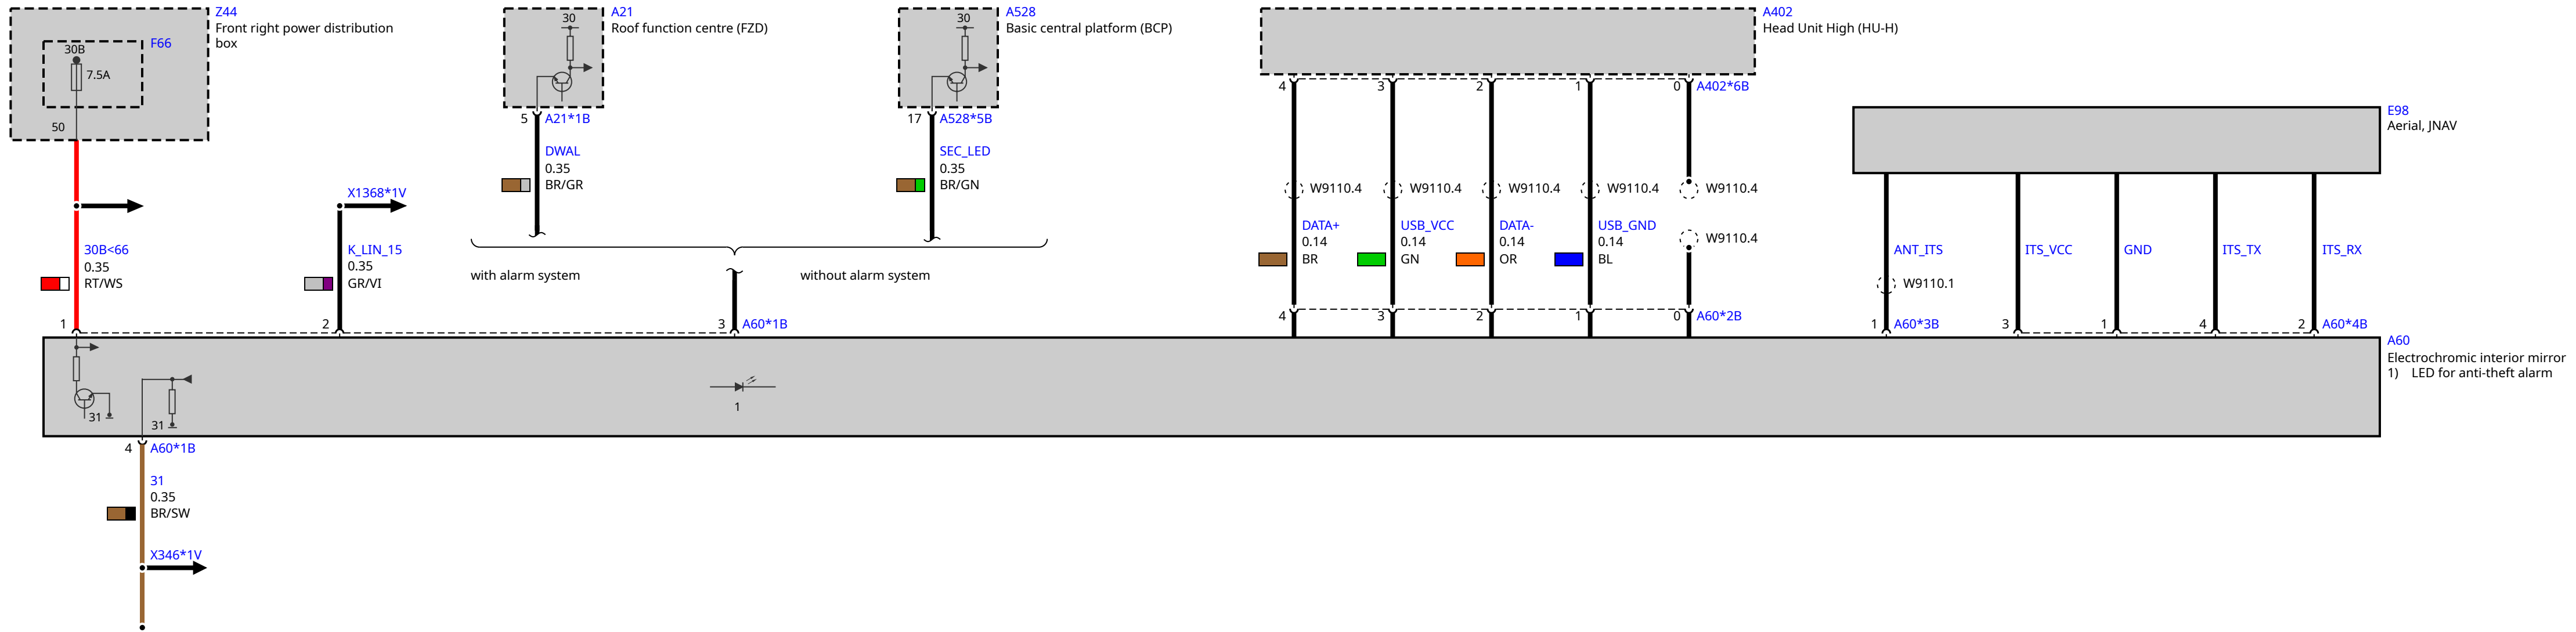 Z44
Front right power distribution
box
F66
30B
7.5A
50
A21
Roof function centre (FZD)
30
A528
Basic central platform (BCP)
30
A402
Head Unit High (HU-H)
5 A21*1B
17 A528*5B
4 3 2 1 0 A402*6B
E98
Aerial, JNAV
DWAL
0.35
BR/GR
SEC_LED
0.35
BR/GN
X1368*1V
W9110.4 W9110.4 W9110.4 W9110.4 W9110.4
W9110.4
30B<66
0.35
RT/WS
K_LIN_15
0.35
GR/VI
with alarm system
without alarm system
DATA+
0.14
BR
USB_VCC
0.14
GN
DATA-
0.14
OR
USB_GND
0.14
BL
ANT_ITS
ITS_VCC
GND
ITS_TX
ITS_RX
W9110.1
1 2 3 A60*1B
4 3 2 1 0 A60*2B
1 A60*3B
3 1 4 2 A60*4B
A60
Electrochromic interior mirror
1) LED for anti-theft alarm
31
31
1
4 A60*1B
31
0.35
BR/SW
X346*1V